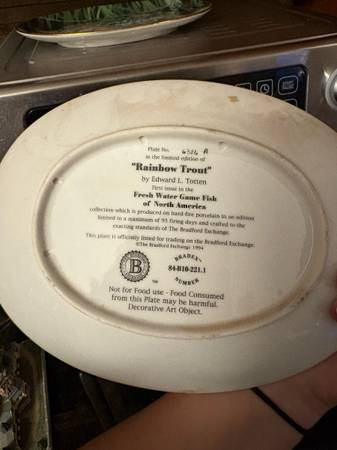 Plate No. 6324 A
in the limited edition of
"Rainbow Trout"
by Edward L. Totten
First issue in the
Fresh Water Game Fish
of North America
collection which is produced on hard-fire porcelain in an edition
limited to a maximum of 95 firing days and crafted to the
exacting standards of The Bradford Exchange.
This plate is officially listed for trading on the Bradford Exchange.
©The Bradford Exchange 1994
B
BRADEX™
84-B10-221.1
NUMBER
Not for Food use - Food Consumed
from this Plate may be harmful.
Decorative Art Object.